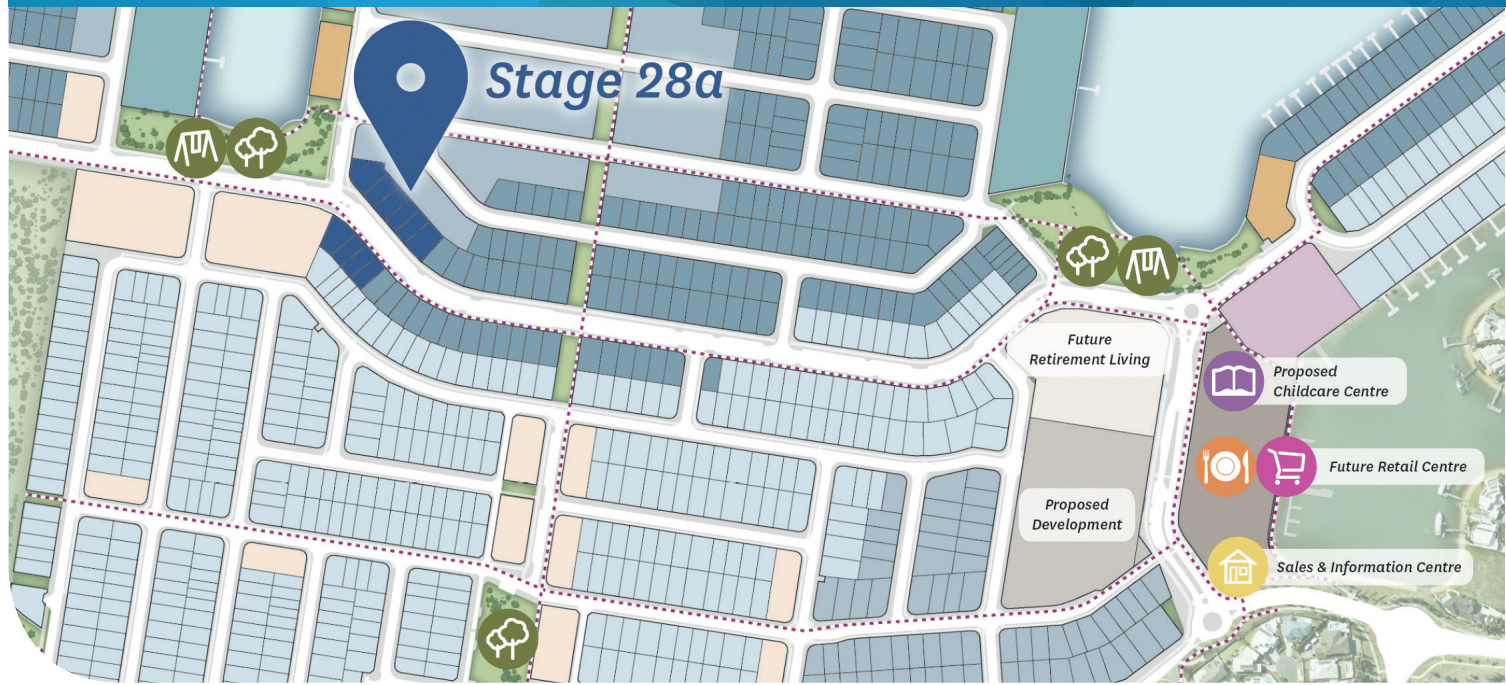 Stage 28a
Future
Retirement Living
Proposed
Childcare Centre
Future Retail Centre
Proposed
Development
Sales & Information Centre